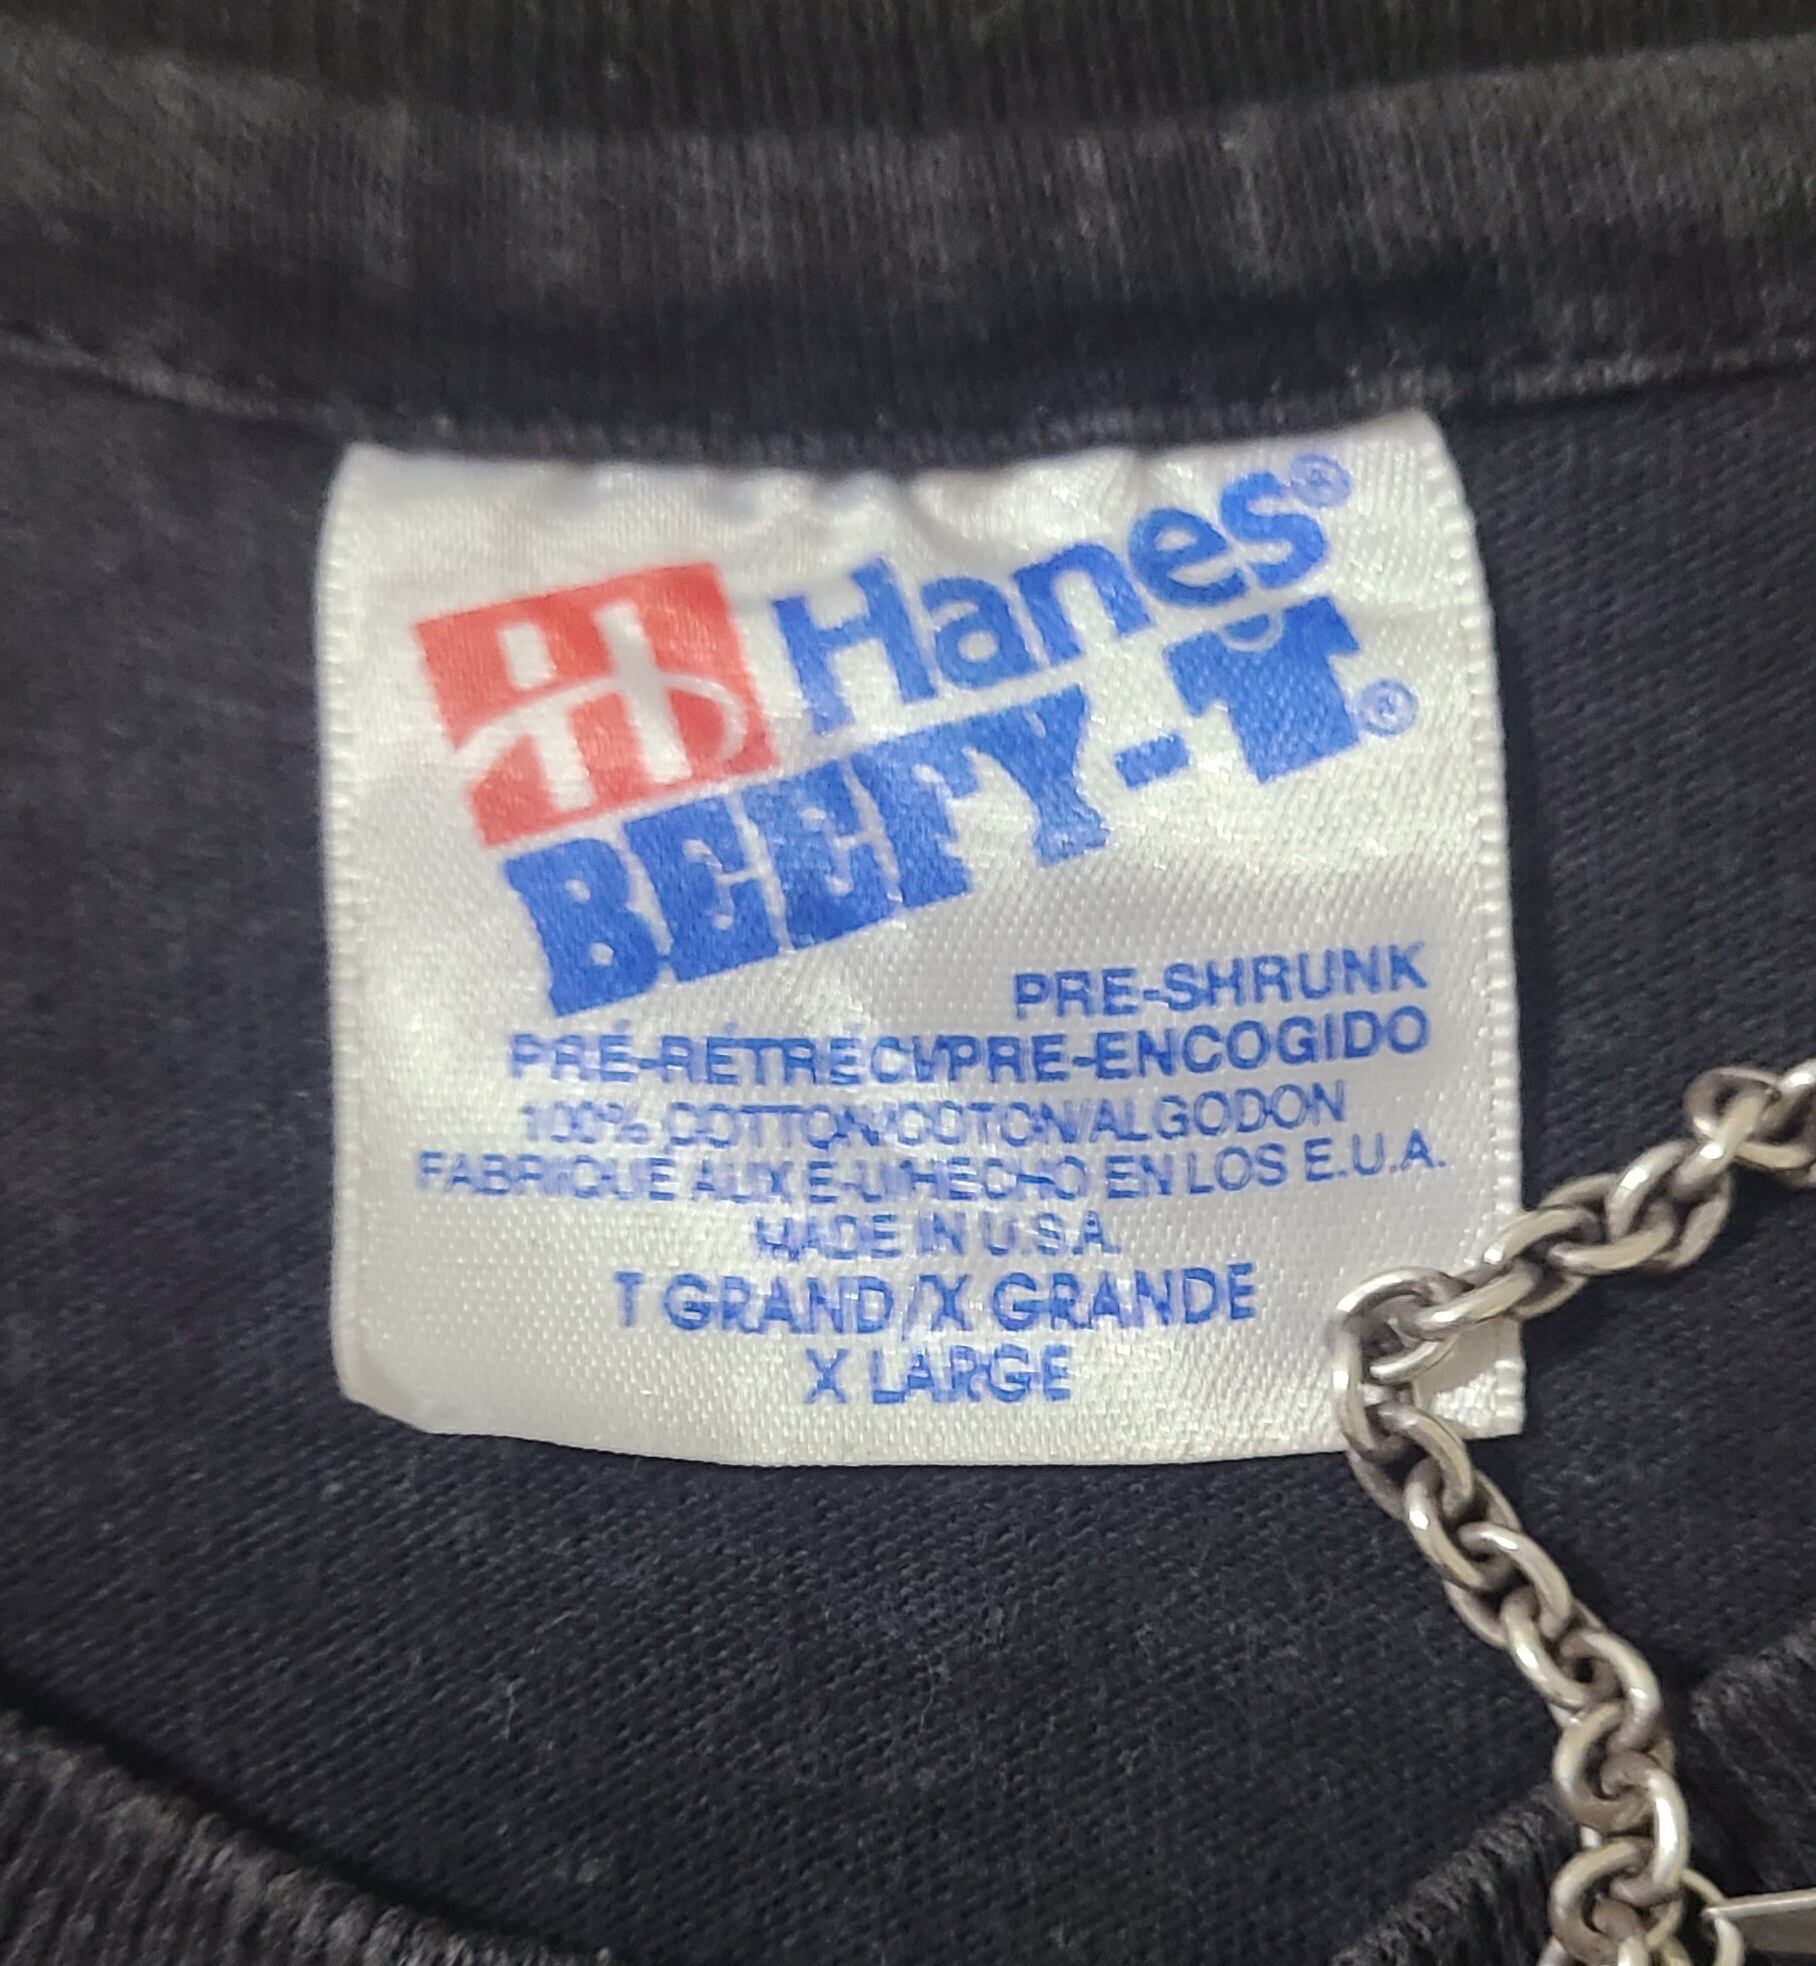 Hanes®
BEEFY-T®
PRE-SHRUNK
PRÉ-RÉTRÉCI/PRE-ENCOGIDO
100% COTTON/COTON/ALGODON
FABRIQUE AUX E-U/HECHO EN LOS E.U.A.
MADE IN U.S.A.
T GRAND/X GRANDE
X LARGE